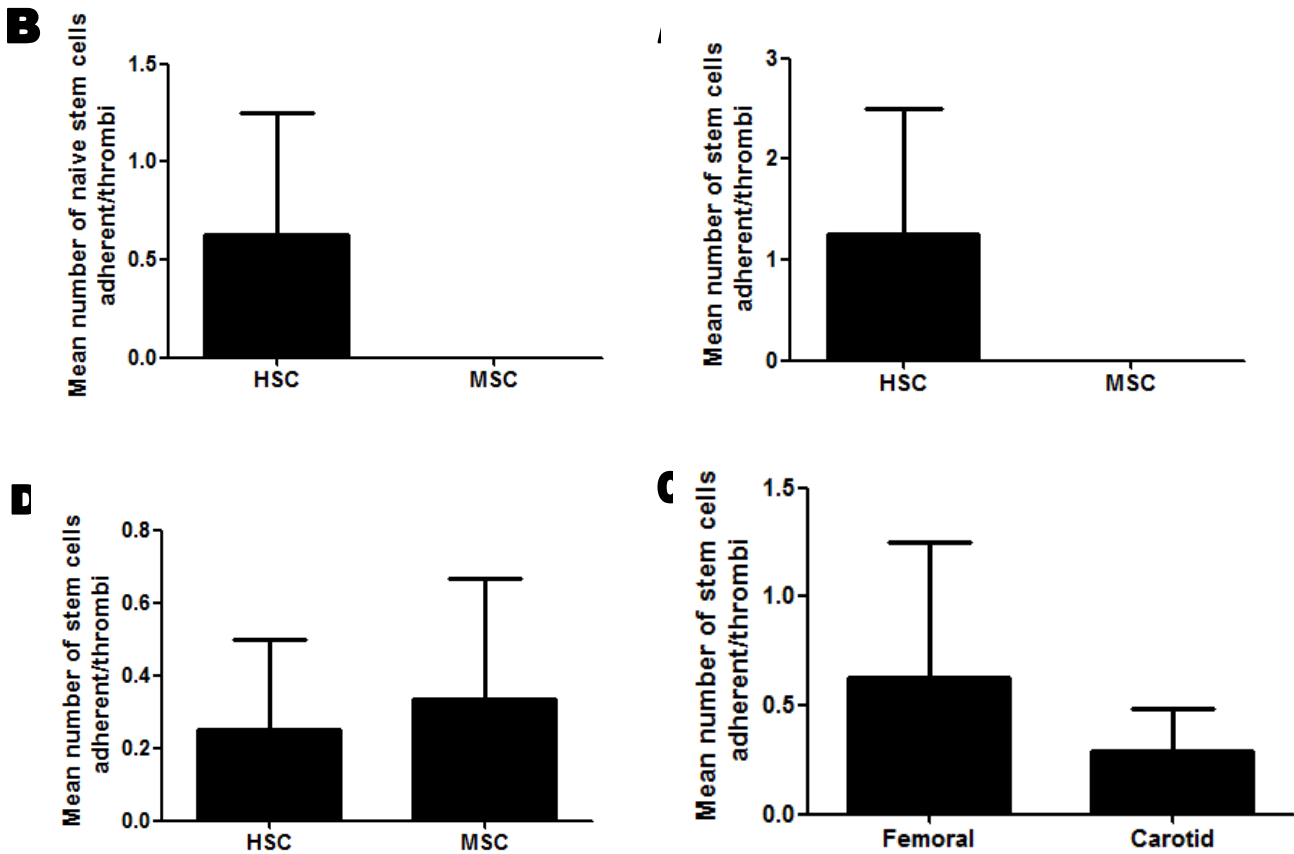 B
Mean number of naive stem cells
adherent/thrombi
1.5
1.0
0.5
0.0
HSC MSC
Mean number of stem cells
adherent/thrombi
3
2
1
0
HSC MSC
D
Mean number of stem cells
adherent/thrombi
0.8
0.6
0.4
0.2
0.0
HSC MSC
C
Mean number of stem cells
adherent/thrombi
1.5
1.0
0.5
0.0
Femoral Carotid